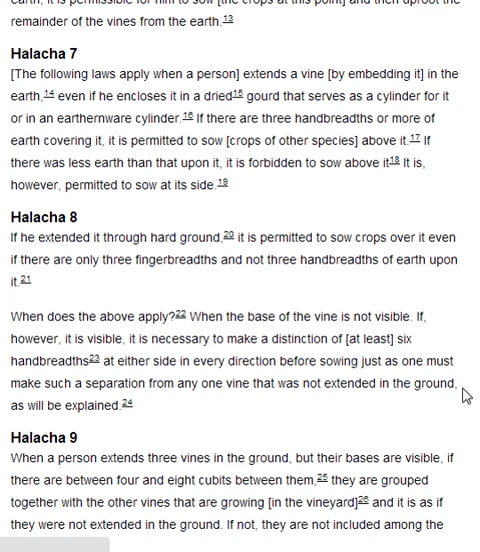 earth, it is permissible for him to sow [the crops at this point] and then uproot the
remainder of the vines from the earth.13
Halacha 7
[The following laws apply when a person] extends a vine [by embedding it] in the
earth,14 even if he encloses it in a dried15 gourd that serves as a cylinder for it
or in an earthernware cylinder.16 If there are three handbreadths or more of
earth covering it, it is permitted to sow [crops of other species] above it.17 If
there was less earth than that upon it, it is forbidden to sow above it18 It is,
however, permitted to sow at its side.19
Halacha 8
If he extended it through hard ground,20 it is permitted to sow crops over it even
if there are only three fingerbreadths and not three handbreadths of earth upon
it.21
When does the above apply?22 When the base of the vine is not visible. If,
however, it is visible, it is necessary to make a distinction of [at least] six
handbreadths23 at either side in every direction before sowing just as one must
make such a separation from any one vine that was not extended in the ground,
as will be explained.24
Halacha 9
When a person extends three vines in the ground, but their bases are visible, if
there are between four and eight cubits between them,25 they are grouped
together with the other vines that are growing [in the vineyard]26 and it is as if
they were not extended in the ground. If not, they are not included among the